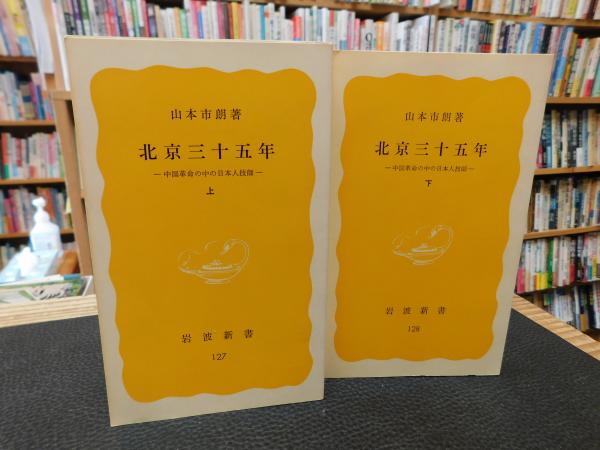 山本市朗著
北京三十五年
―中国革命の中の日本人技師―
上
岩波新書
127
山本市朗著
北京三十五年
―中国革命の中の日本人技師―
下
岩波新書
128